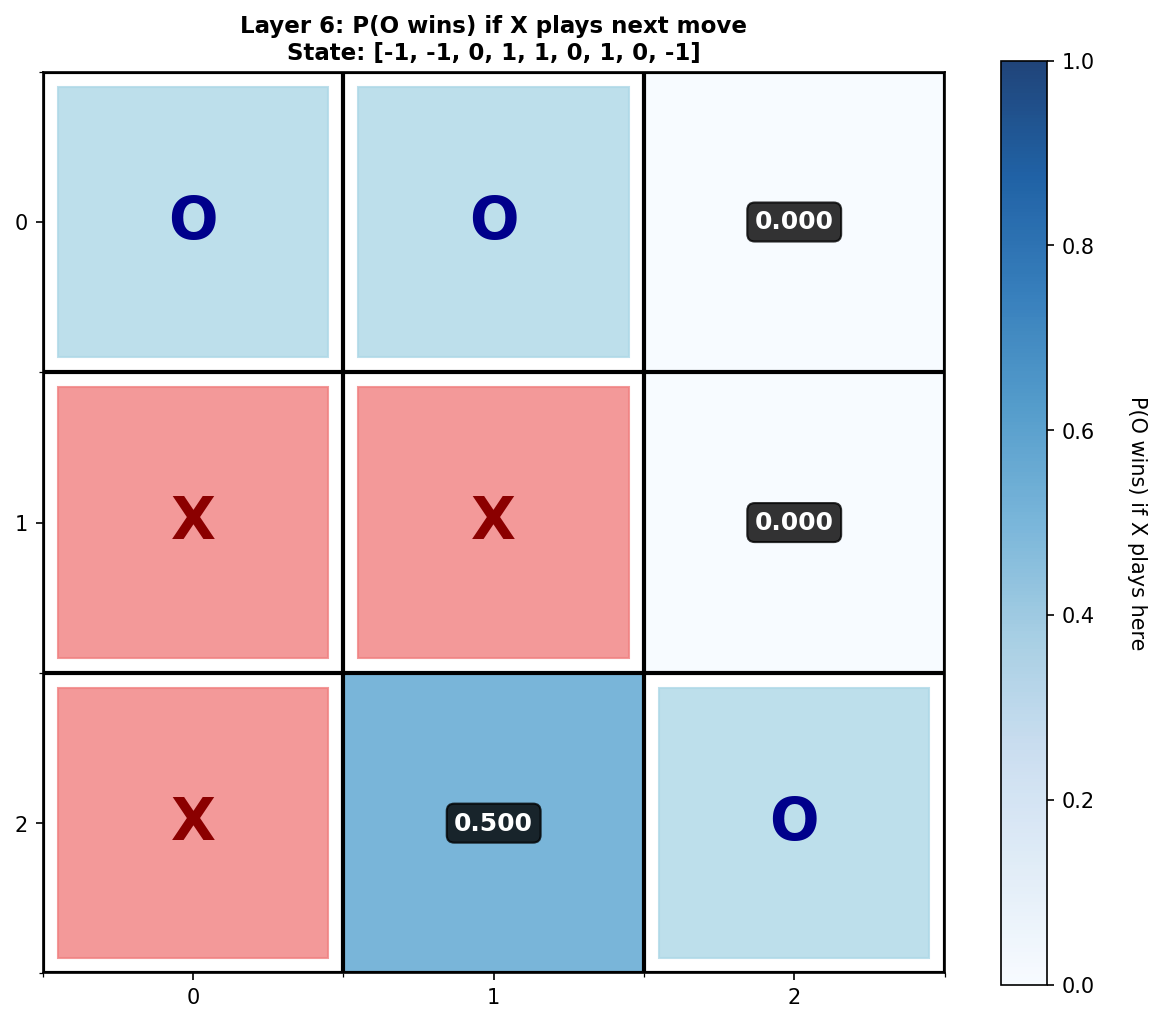 Layer 6: P(O wins) if X plays next move
State: [-1, -1, 0, 1, 1, 0, 1, 0, -1]
0
O
O
0.000
1
X
X
0.000
2
X
0.500
O
0
1
2
1.0
0.8
0.6
0.4
0.2
0.0
P(O wins) if X plays here